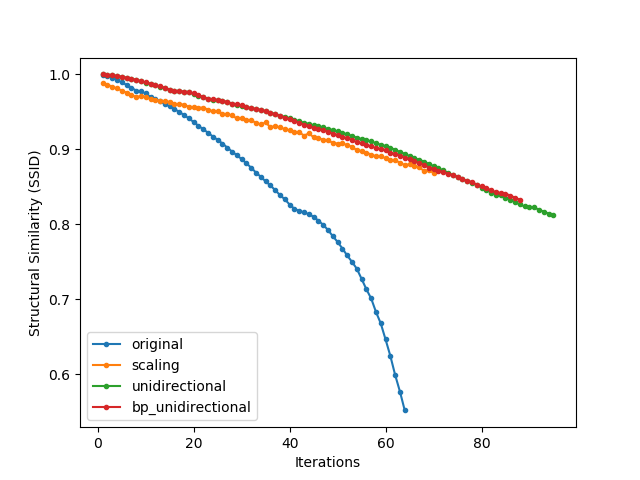 1.0
0.9
0.8
0.7
0.6
Structural Similarity (SSID)
original
scaling
unidirectional
bp_unidirectional
0 20 40 60 80
Iterations